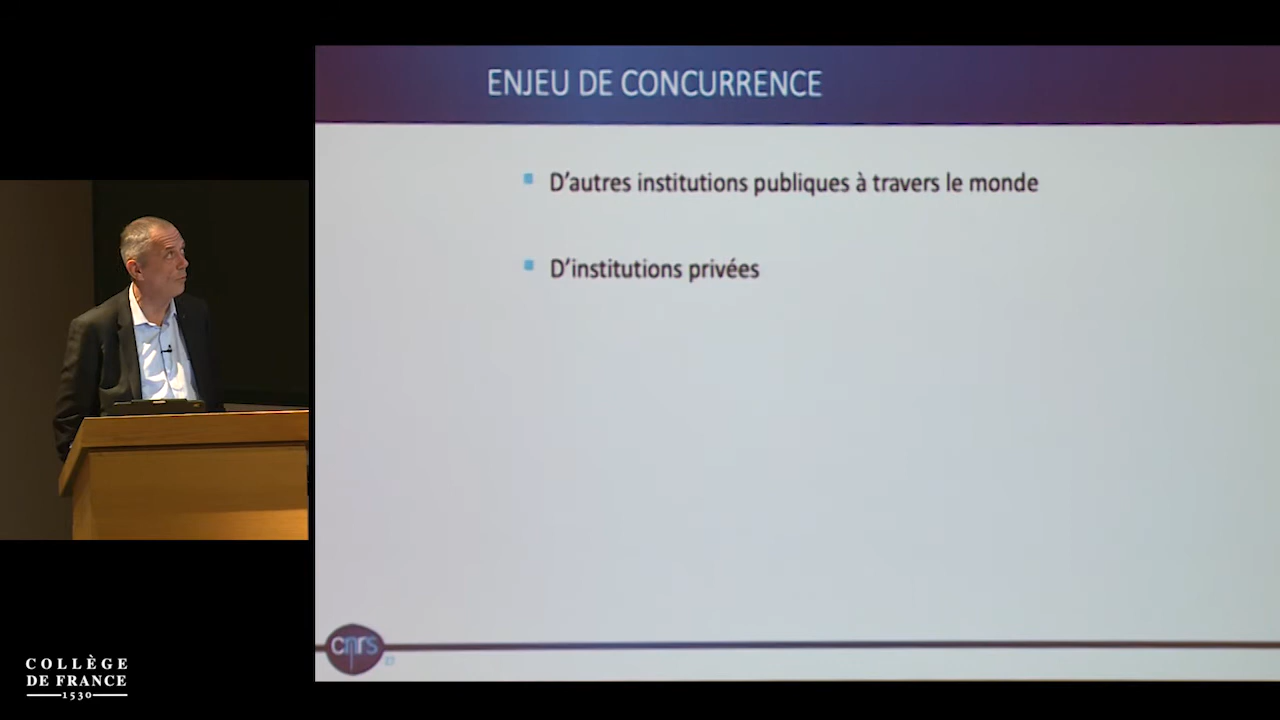 ENJEU DE CONCURRENCE
D'autres institutions publiques à travers le monde
D'institutions privées
cnrs
COLLÈGE
DE FRANCE
1530